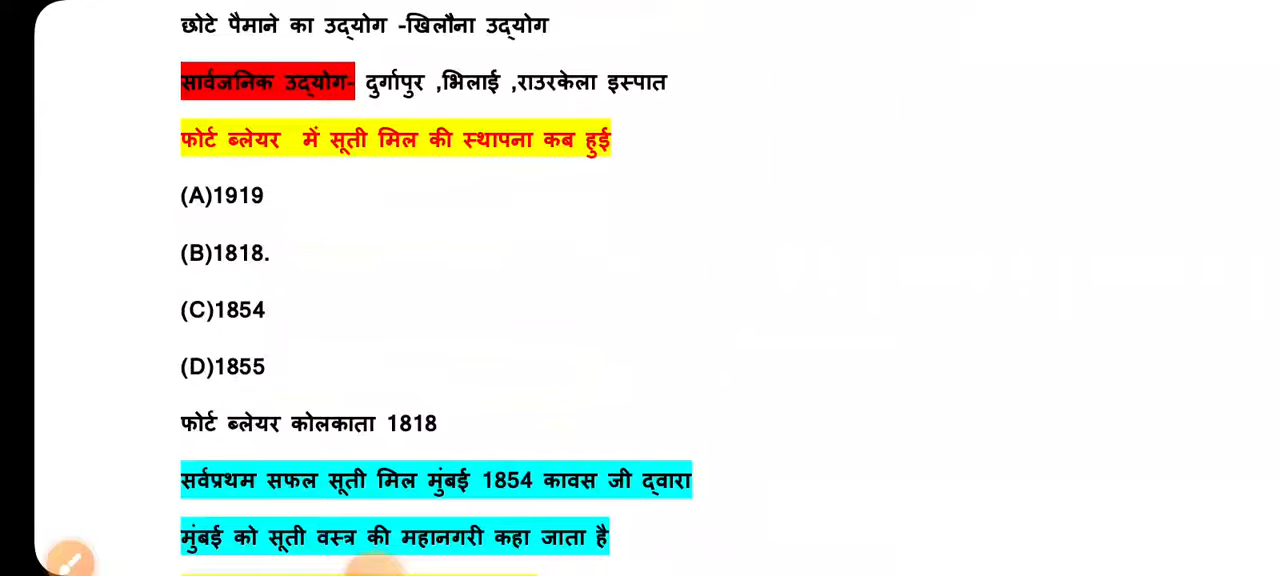 छोटे पैमाने का उद्योग -खिलौना उद्योग
सार्वजनिक उद्योग- दुर्गापुर ,भिलाई ,राउरकेला इस्पात
फोर्ट ब्लेयर में सूती मिल की स्थापना कब हुई
(A)1919
(B)1818.
(C)1854
(D)1855
फोर्ट ब्लेयर कोलकाता 1818
सर्वप्रथम सफल सूती मिल मुंबई 1854 कावस जी द्वारा
मुंबई को सूती वस्त्र की महानगरी कहा जाता है